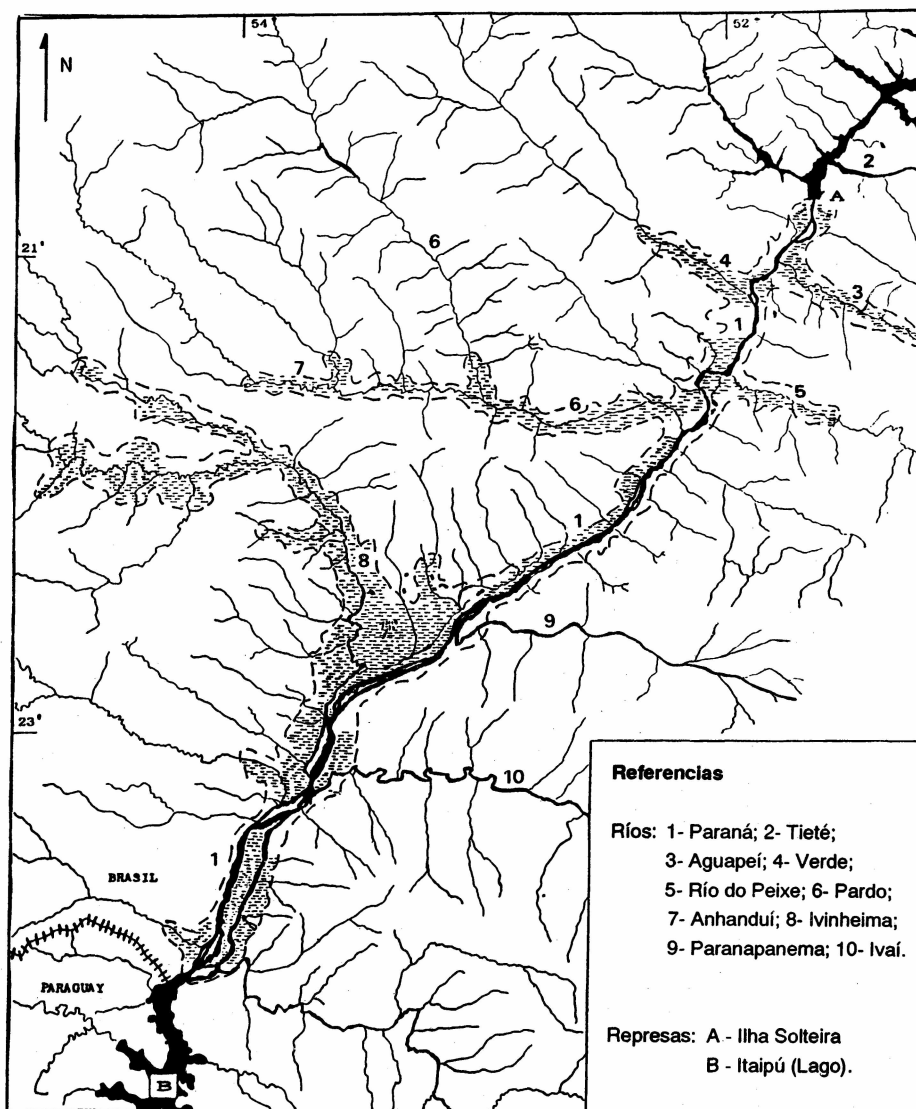 54°
52°
N
2
A
21°
6
4
3
1
7
5
6
1
8
9
23°
10
Referencias
Ríos: 1- Paraná; 2- Tieté;
3- Aguapeí; 4- Verde;
1
BRASIL
5- Río do Peixe; 6- Pardo;
7- Anhanduí; 8- Ivinheima;
9- Paranapanema; 10- Ivaí.
PARAGUAY
Represas: A - Ilha Solteira
B - Itaipú (Lago).
B